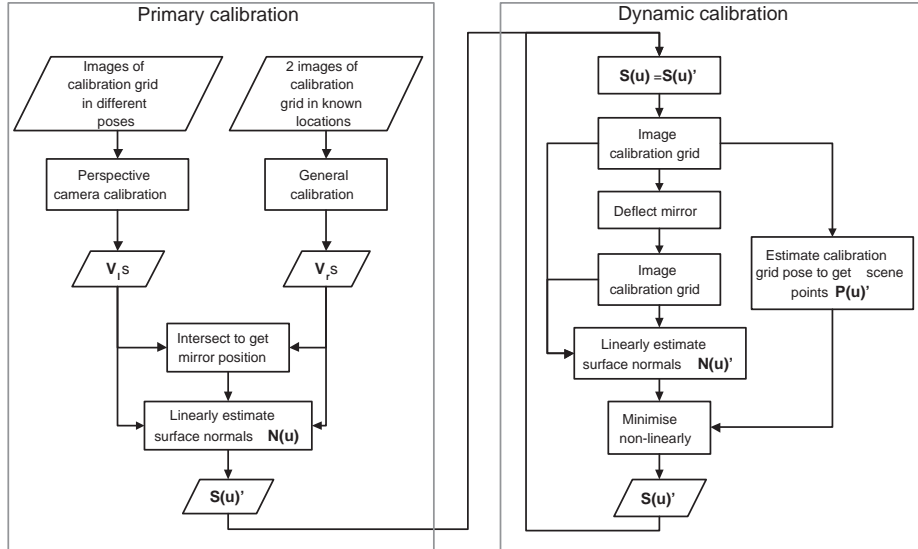 Primary calibration
Images of
calibration grid
in different
poses
2 images of
calibration
grid in known
locations
Perspective
camera calibration
General
calibration
V_l s
V_r s
Intersect to get
mirror position
Linearly estimate
surface normals N(u)
S(u)’
Dynamic calibration
S(u) =S(u)’
Image
calibration grid
Deflect mirror
Image
calibration grid
Estimate calibration
grid pose to get scene
points P(u)’
Linearly estimate
surface normals N(u)’
Minimise
non-linearly
S(u)’